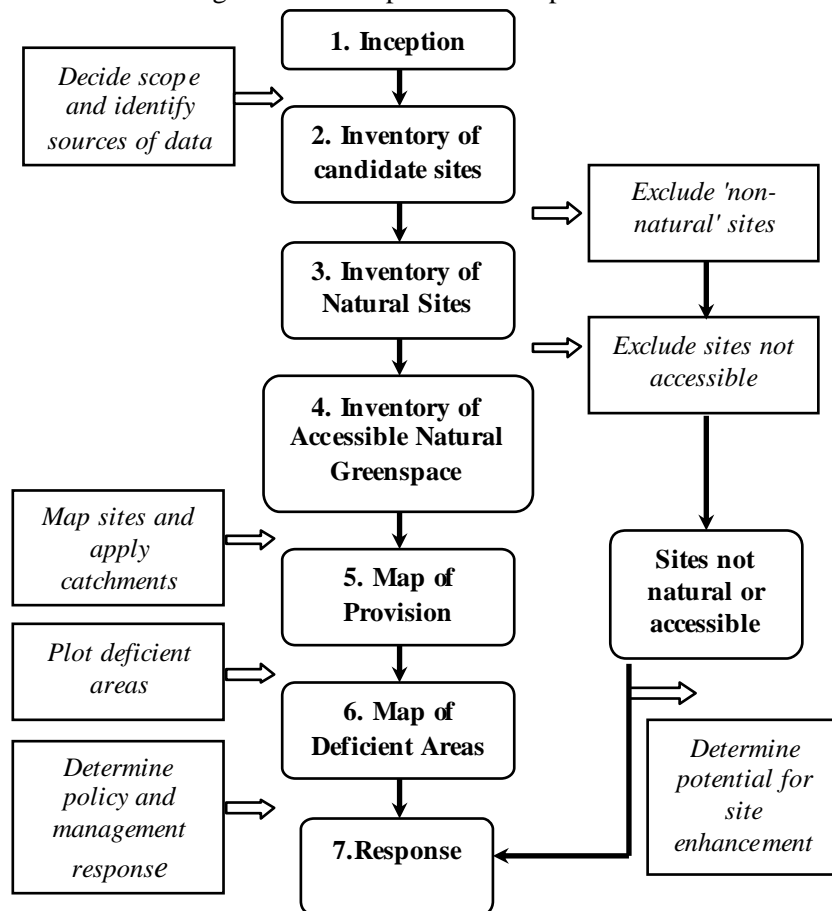 1. Inception
Decide scope
and identify
sources of data
2. Inventory of
candidate sites
Exclude 'non-
natural' sites
3. Inventory of
Natural Sites
Exclude sites not
accessible
4. Inventory of
Accessible Natural
Greenspace
Map sites and
apply
catchments
5. Map of
Provision
Sites not
natural or
accessible
Plot deficient
areas
6. Map of
Deficient Areas
Determine
policy and
management
response
Determine
potential for
site
enhancement
7.Response